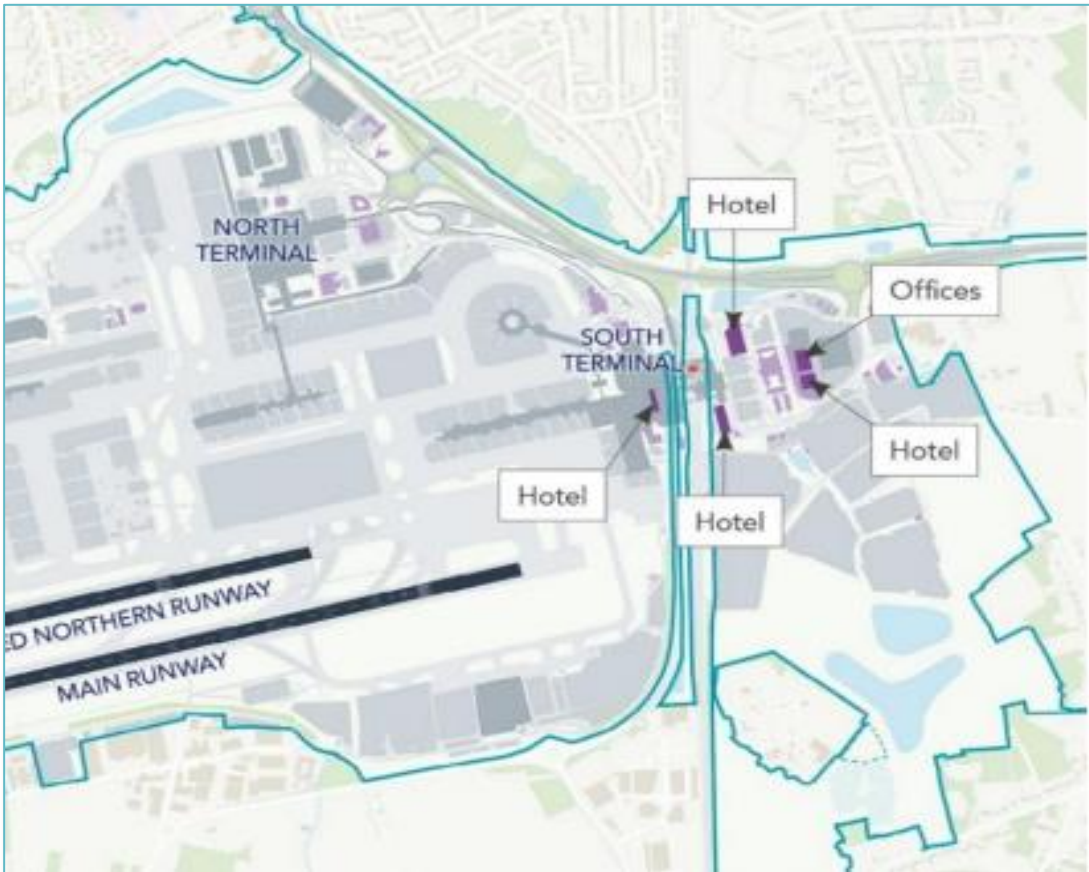 Hotel
NORTH
TERMINAL
Offices
SOUTH
TERMINAL
Hotel
Hotel
Hotel
ED NORTHERN RUNWAY
MAIN RUNWAY